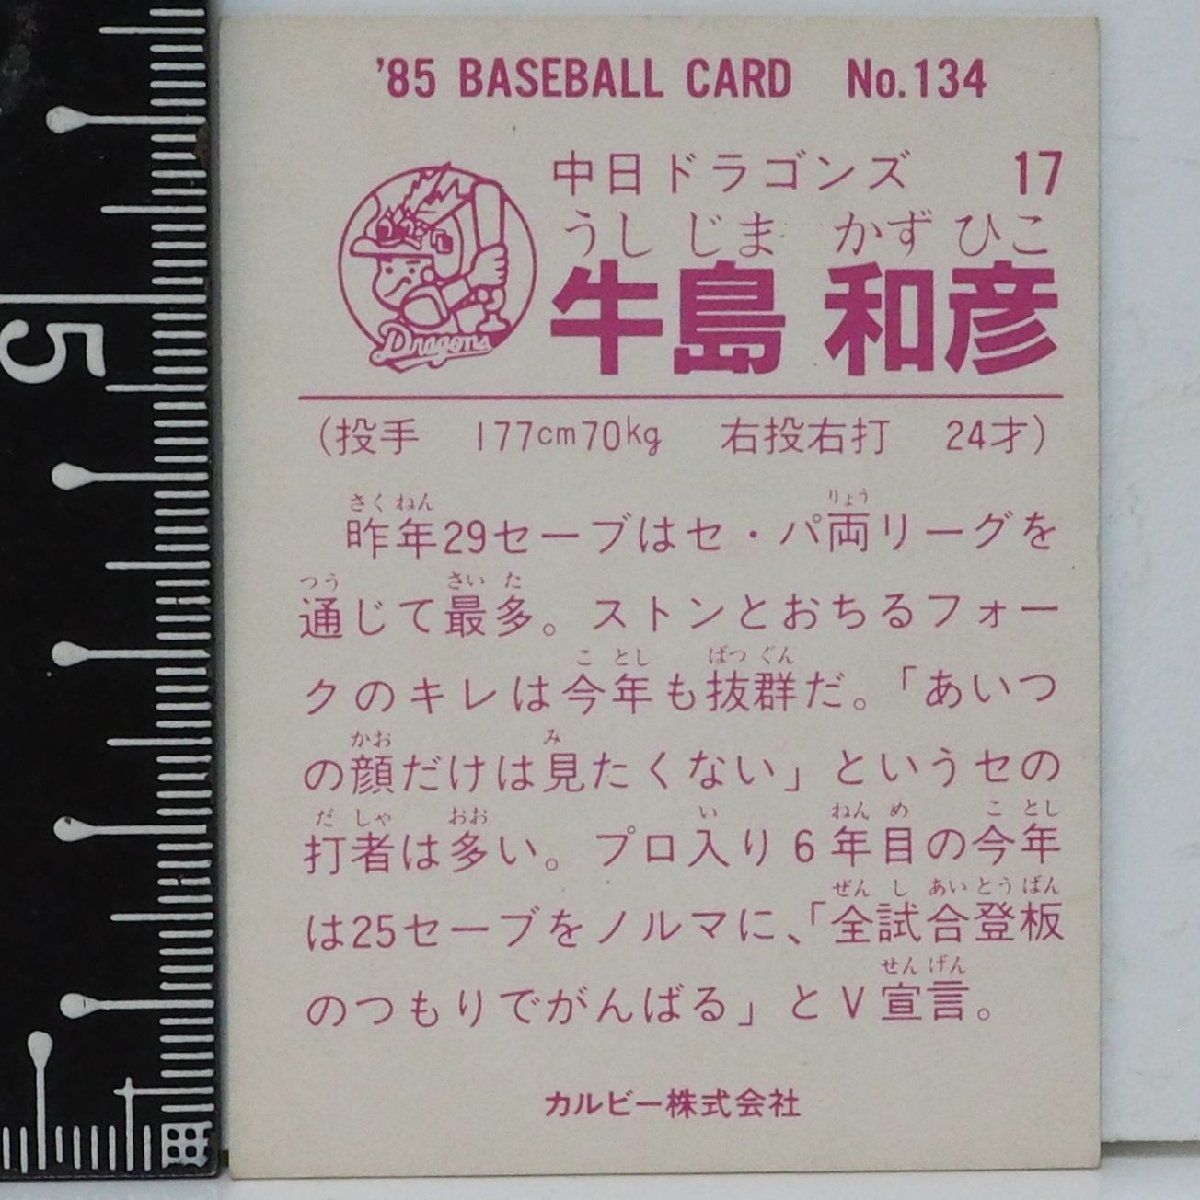 '85 BASEBALL CARD No.134
中日ドラゴンズ 17
うし じま かず ひこ
牛島 和彦
Dragons
(投手 177cm70kg 右投右打 24才)
さく ねん りょう
昨年29セーブはセ・パ両リーグを
つう さい た
通じて最多。ストンとおちるフォー
こ とし ばつ ぐん
クのキレは今年も抜群だ。「あいつ
かお み
の顔だけは見たくない」というセの
だ しゃ おお い ねん め こ とし
打者は多い。プロ入り6年目の今年
ぜん し あい とう ばん
は25セーブをノルマに、「全試合登板
せん げん
のつもりでがんばる」とV宣言。
カルビー株式会社
5